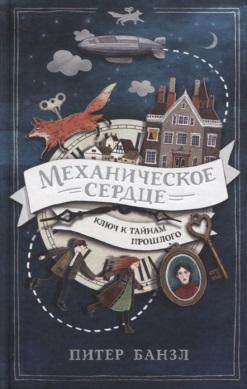 МЕХАНИЧЕСКОЕ
СЕРДЦЕ
КЛЮЧ К ТАЙНАМ
ПРОШЛОГО
ПИТЕР БАНЗЛ